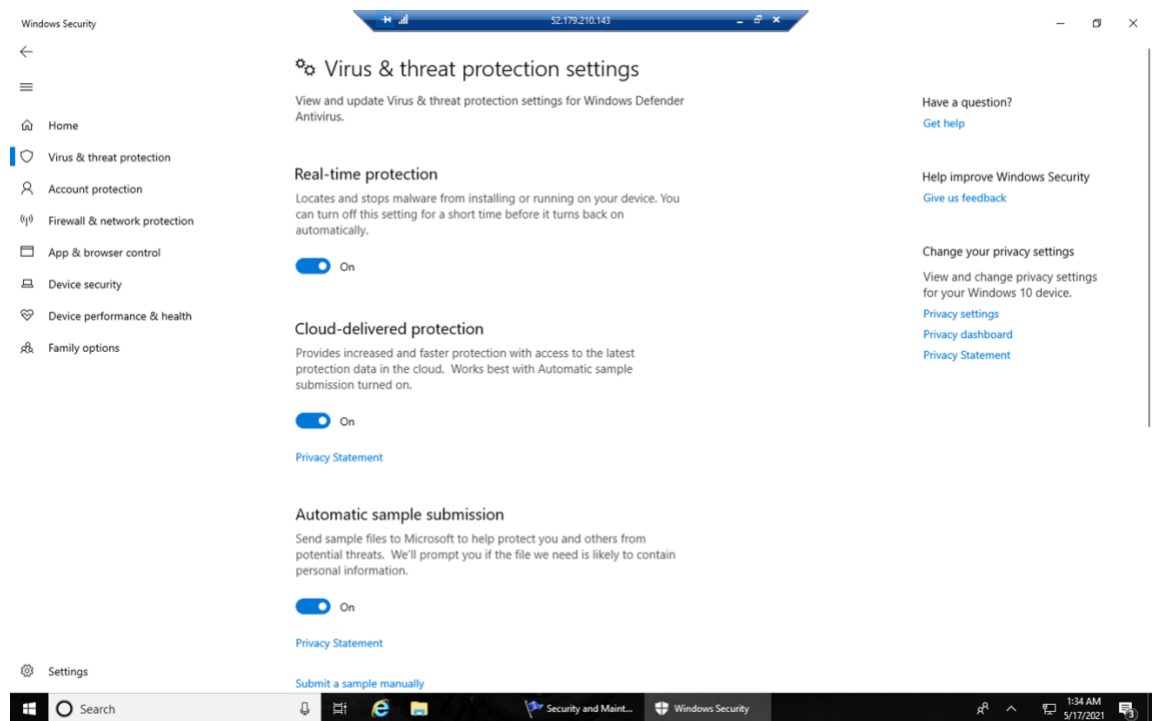 Windows Security
52.179.210.143
Home
Virus & threat protection
Account protection
Firewall & network protection
App & browser control
Device security
Device performance & health
Family options
Settings
Virus & threat protection settings
View and update Virus & threat protection settings for Windows Defender
Antivirus.
Real-time protection
Locates and stops malware from installing or running on your device. You
can turn off this setting for a short time before it turns back on
automatically.
On
Cloud-delivered protection
Provides increased and faster protection with access to the latest
protection data in the cloud.  Works best with Automatic sample
submission turned on.
On
Privacy Statement
Automatic sample submission
Send sample files to Microsoft to help protect you and others from
potential threats.  We'll prompt you if the file we need is likely to contain
personal information.
On
Privacy Statement
Submit a sample manually
Have a question?
Get help
Help improve Windows Security
Give us feedback
Change your privacy settings
View and change privacy settings
for your Windows 10 device.
Privacy settings
Privacy dashboard
Privacy Statement
Search
Security and Maint...
Windows Security
1:34 AM
5/17/2021
3